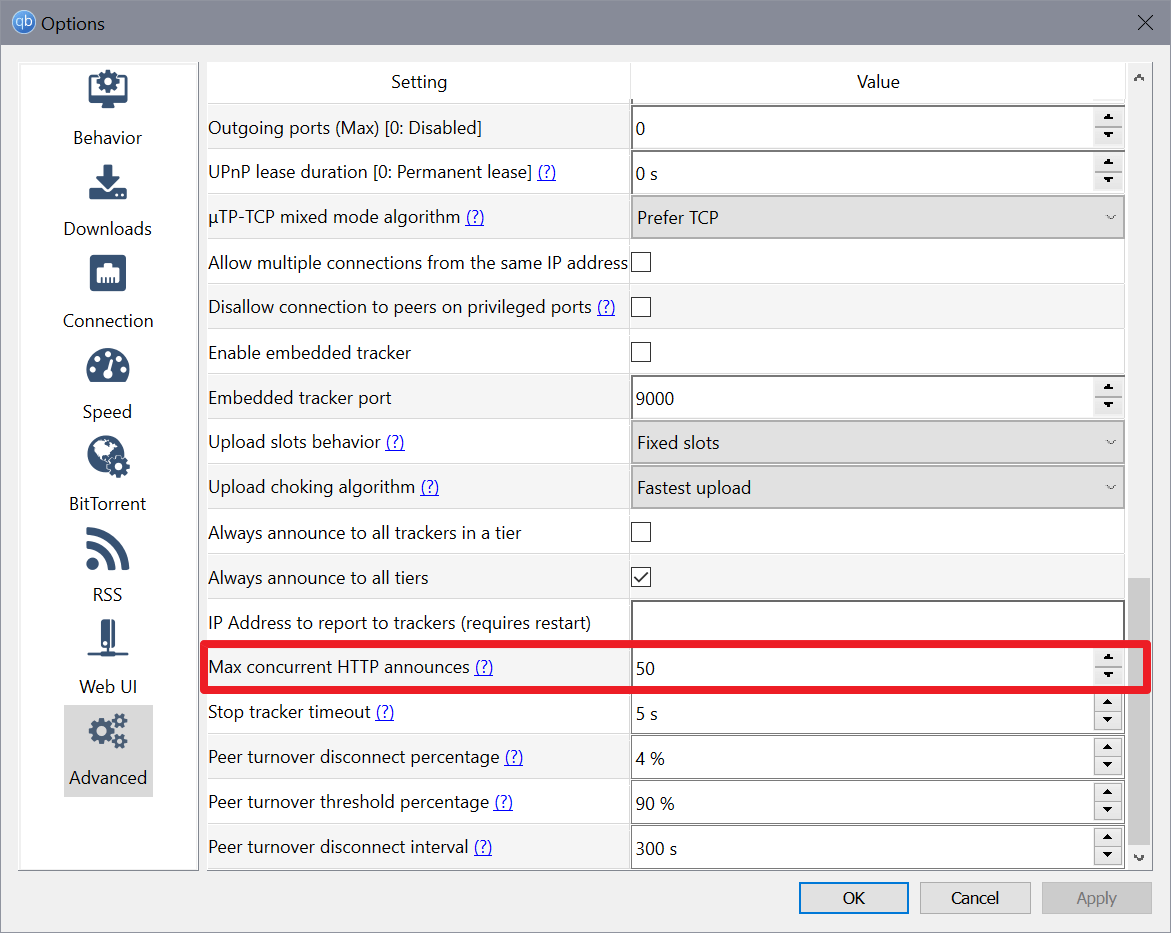 qb Options
Behavior
Downloads
Connection
Speed
BitTorrent
RSS
Web UI
Advanced
Setting Value
Outgoing ports (Max) [0: Disabled] 0
UPnP lease duration [0: Permanent lease] (?) 0 s
μTP-TCP mixed mode algorithm (?) Prefer TCP
Allow multiple connections from the same IP address
Disallow connection to peers on privileged ports (?)
Enable embedded tracker
Embedded tracker port 9000
Upload slots behavior (?) Fixed slots
Upload choking algorithm (?) Fastest upload
Always announce to all trackers in a tier
Always announce to all tiers
IP Address to report to trackers (requires restart)
Max concurrent HTTP announces (?) 50
Stop tracker timeout (?) 5 s
Peer turnover disconnect percentage (?) 4 %
Peer turnover threshold percentage (?) 90 %
Peer turnover disconnect interval (?) 300 s
OK Cancel Apply